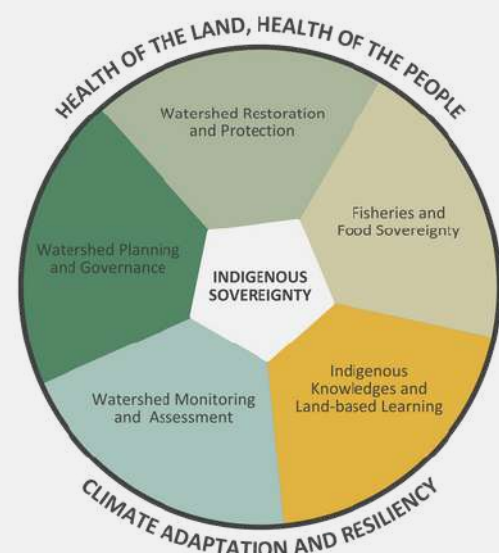 HEALTH OF THE LAND, HEALTH OF THE PEOPLE
Watershed Restoration
and Protection
Fisheries and
Food Sovereignty
Watershed Planning
and Governance
INDIGENOUS
SOVEREIGNTY
Indigenous
Knowledges and
Land-based Learning
Watershed Monitoring
and Assessment
CLIMATE ADAPTATION AND RESILIENCY